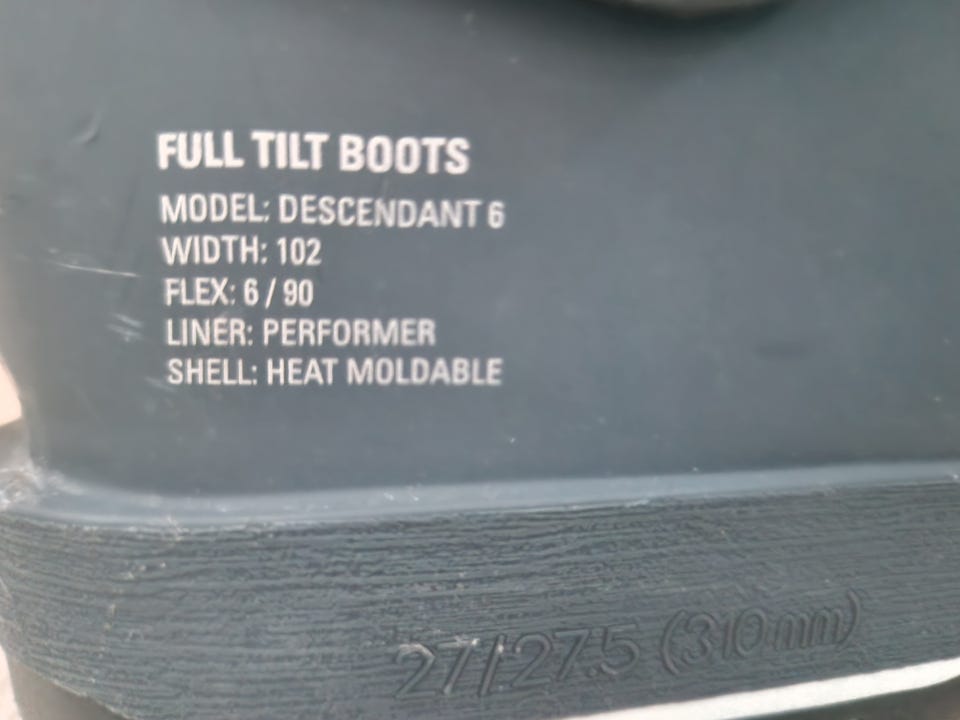 FULL TILT BOOTS
MODEL: DESCENDANT 6
WIDTH: 102
FLEX: 6 / 90
LINER: PERFORMER
SHELL: HEAT MOLDABLE
27/27.5 (310mm)